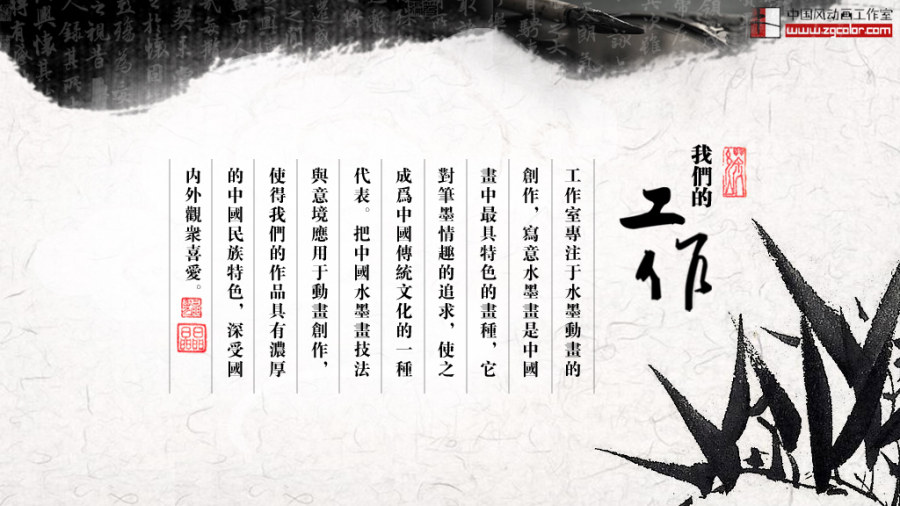 中国风动画工作室
www.zgcolor.com
我們的
工作
工作室專注于水墨動畫的
創作，寫意水墨畫是中國
畫中最具特色的畫種，它
對筆墨情趣的追求，使之
成爲中國傳統文化的一種
代表。把中國水墨畫技法
與意境應用于動畫創作，
使得我們的作品具有濃厚
的中國民族特色，深受國
内外觀衆喜愛。